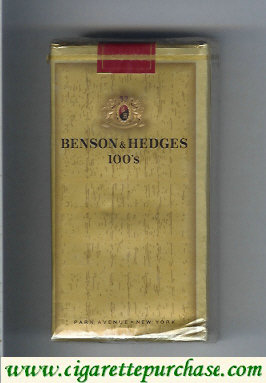 BENSON & HEDGES
100's
PARK AVENUE • NEW YORK
www.cigarettepurchase.com